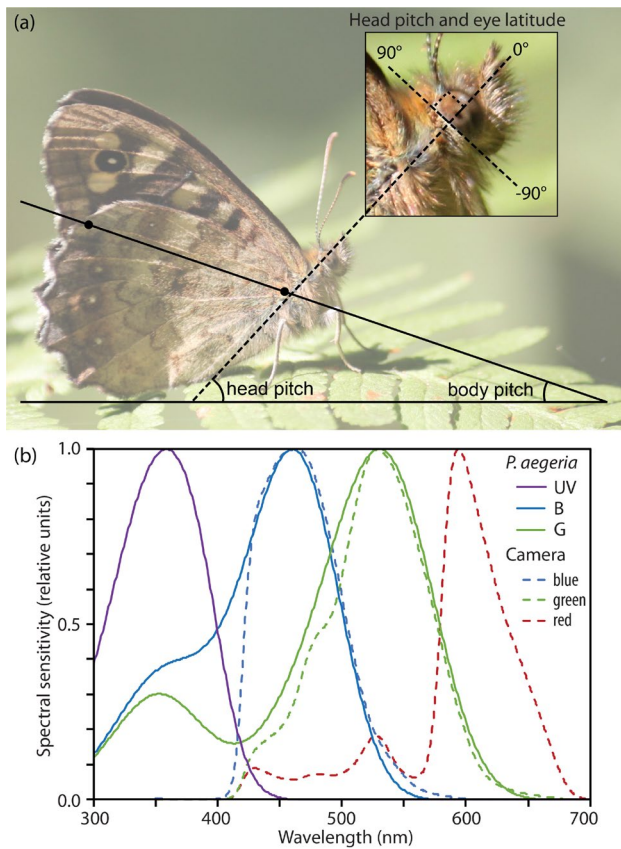 (a)
Head pitch and eye latitude
90°
0°
-90°
head pitch
body pitch
(b)
1.0
0.5
0.0
Spectral sensitivity (relative units)
P. aegeria
UV
B
G
Camera
blue
green
red
300
400
500
600
700
Wavelength (nm)